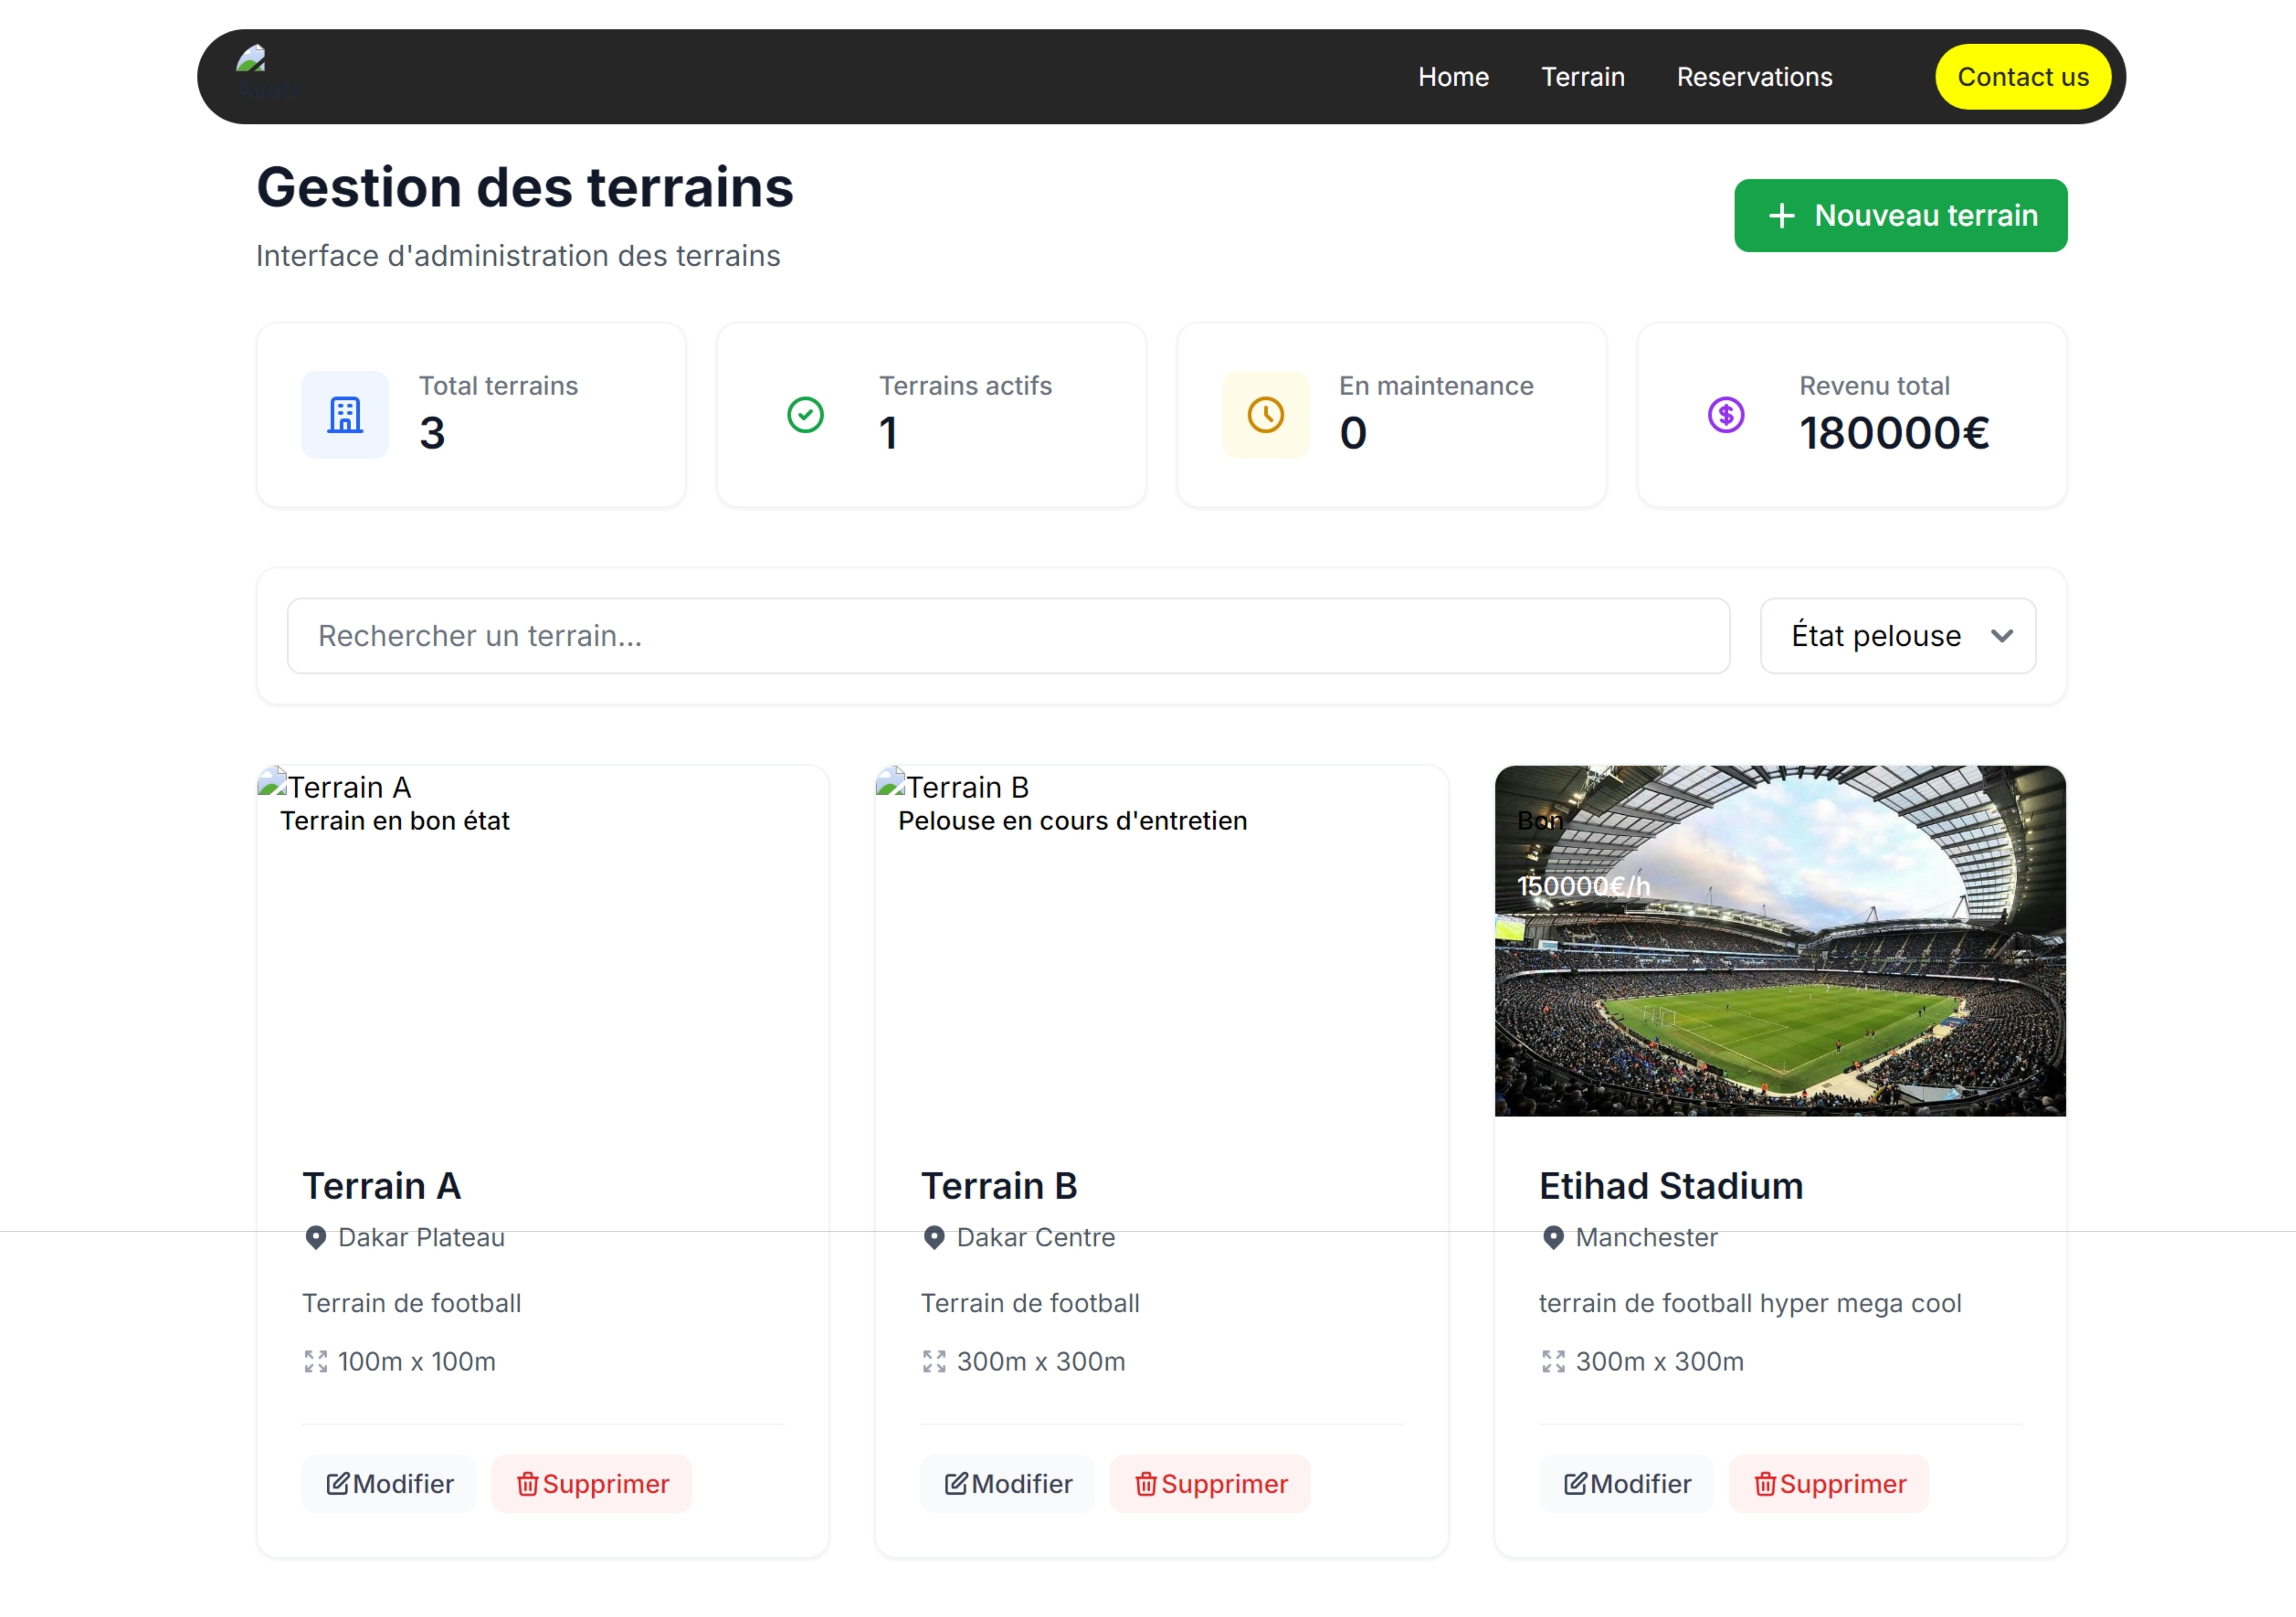 Home Terrain Reservations Contact us
Gestion des terrains
Nouveau terrain
Interface d'administration des terrains
Total terrains
3
Terrains actifs
1
En maintenance
0
Revenu total
180000€
Rechercher un terrain...
État pelouse
Terrain A
Terrain en bon état
Terrain B
Pelouse en cours d'entretien
Bon
150000€/h
Terrain A
Dakar Plateau
Terrain de football
100m x 100m
Modifier Supprimer
Terrain B
Dakar Centre
Terrain de football
300m x 300m
Modifier Supprimer
Etihad Stadium
Manchester
terrain de football hyper mega cool
300m x 300m
Modifier Supprimer